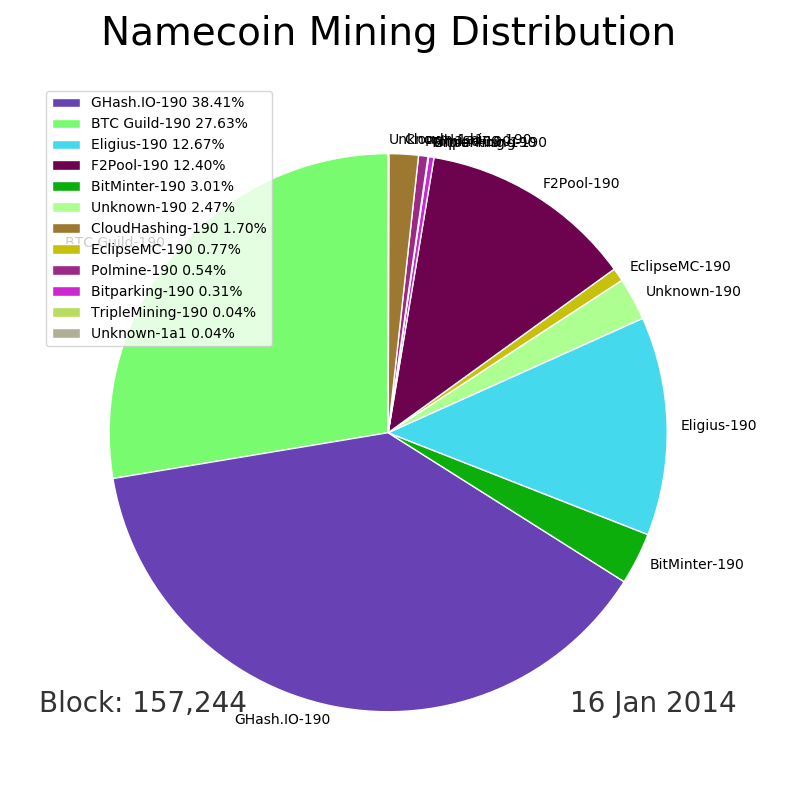 Namecoin Mining Distribution
GHash.IO-190 38.41%
BTC Guild-190 27.63%
Eligius-190 12.67%
F2Pool-190 12.40%
BitMinter-190 3.01%
Unknown-190 2.47%
CloudHashing-190 1.70%
EclipseMC-190 0.77%
Polmine-190 0.54%
Bitparking-190 0.31%
TripleMining-190 0.04%
Unknown-1a1 0.04%
BTC Guild-190
F2Pool-190
EclipseMC-190
Unknown-190
Eligius-190
BitMinter-190
GHash.IO-190
Block: 157,244
16 Jan 2014